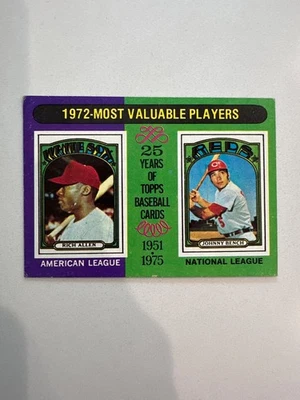 1972-MOST VALUABLE PLAYERS
WHITE SOX
RICH ALLEN
AMERICAN LEAGUE
25
YEARS
OF
TOPPS
BASEBALL
CARDS
1951
1975
REDS
JOHNNY BENCH
NATIONAL LEAGUE